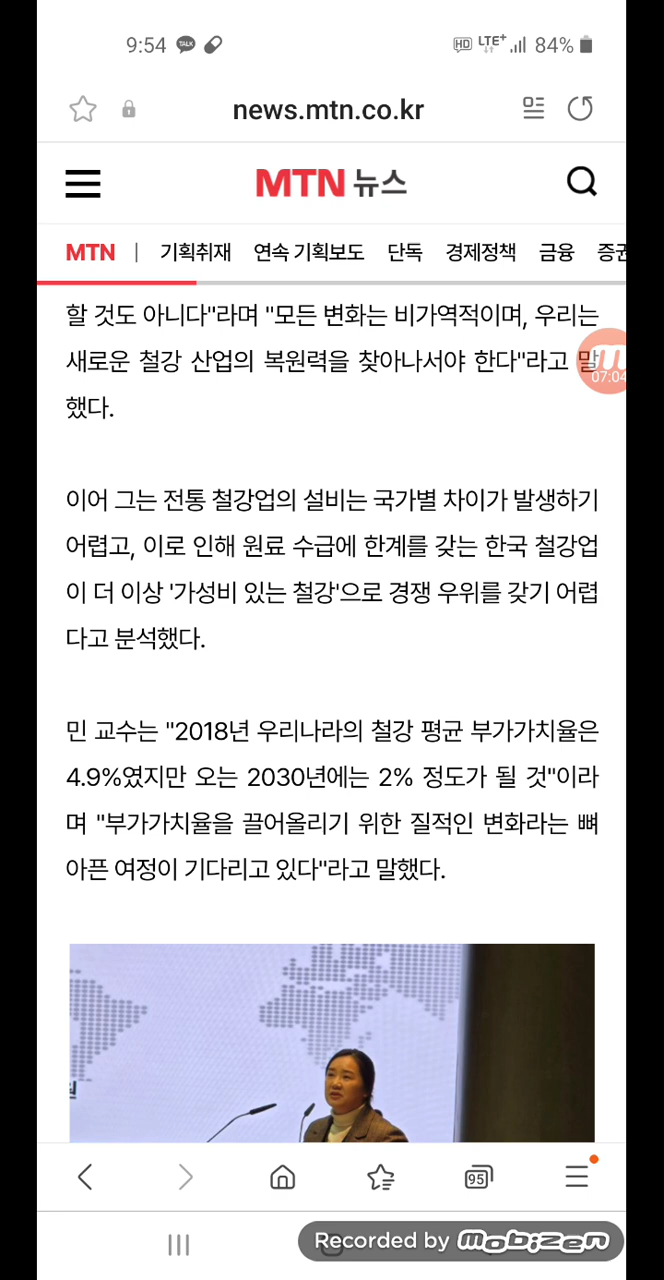 9:54 TALK HD LTE+ 84%
news.mtn.co.kr
MTN 뉴스
MTN | 기획취재 연속 기획보도 단독 경제정책 금융 증권
할 것도 아니다"라며 "모든 변화는 비가역적이며, 우리는
새로운 철강 산업의 복원력을 찾아나서야 한다"라고 말
07:04
했다.
이어 그는 전통 철강업의 설비는 국가별 차이가 발생하기
어렵고, 이로 인해 원료 수급에 한계를 갖는 한국 철강업
이 더 이상 '가성비 있는 철강'으로 경쟁 우위를 갖기 어렵
다고 분석했다.
민 교수는 "2018년 우리나라의 철강 평균 부가가치율은
4.9%였지만 오는 2030년에는 2% 정도가 될 것"이라
며 "부가가치율을 끌어올리기 위한 질적인 변화라는 뼈
아픈 여정이 기다리고 있다"라고 말했다.
원
95
Recorded by mobizen